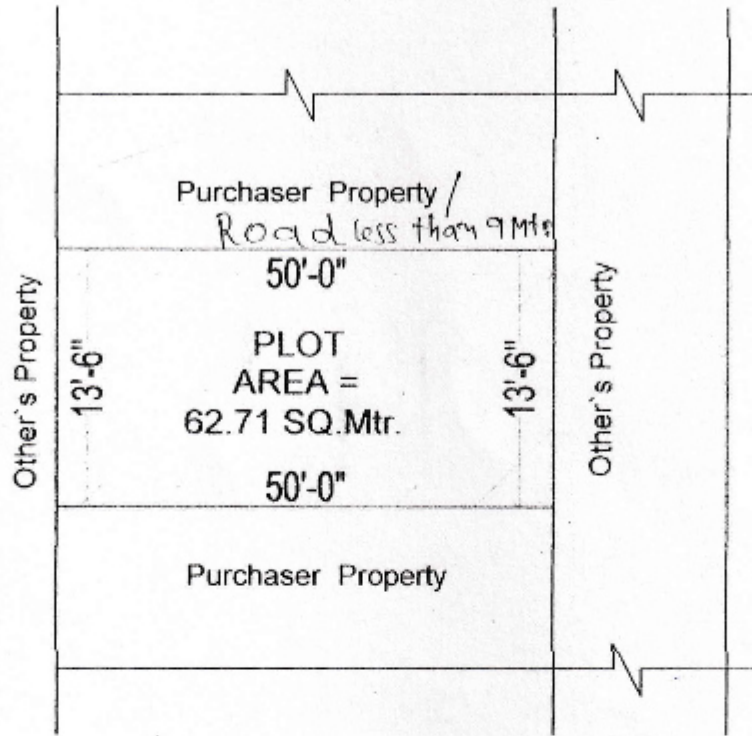 Purchaser Property /
Road less than 9 Mtr.
50'-0"
Other`s Property
13'-6"
PLOT
AREA =
62.71 SQ.Mtr.
13'-6"
Other`s Property
50'-0"
Purchaser Property